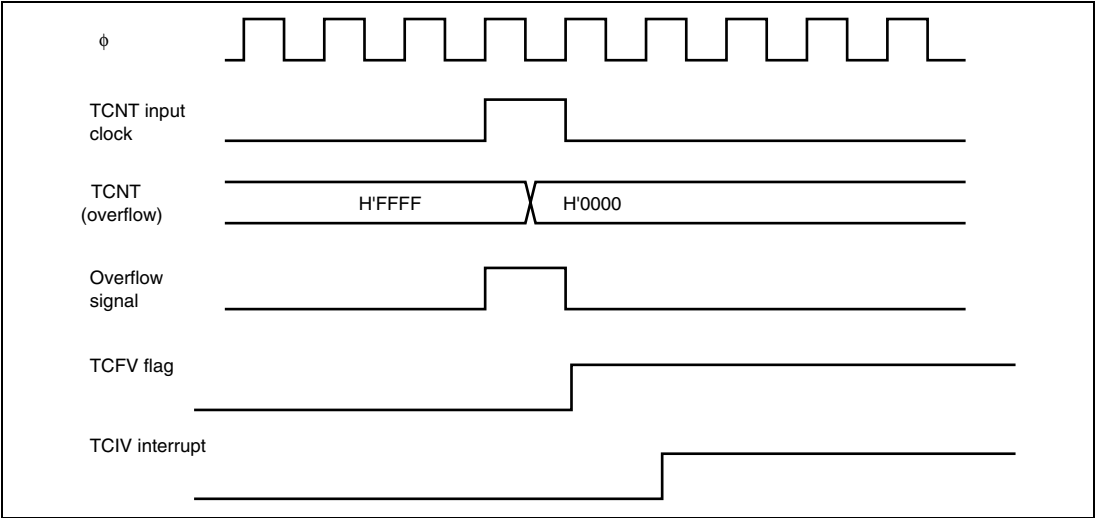 ϕ
TCNT input
clock
TCNT
(overflow)
H'FFFF
H'0000
Overflow
signal
TCFV flag
TCIV interrupt